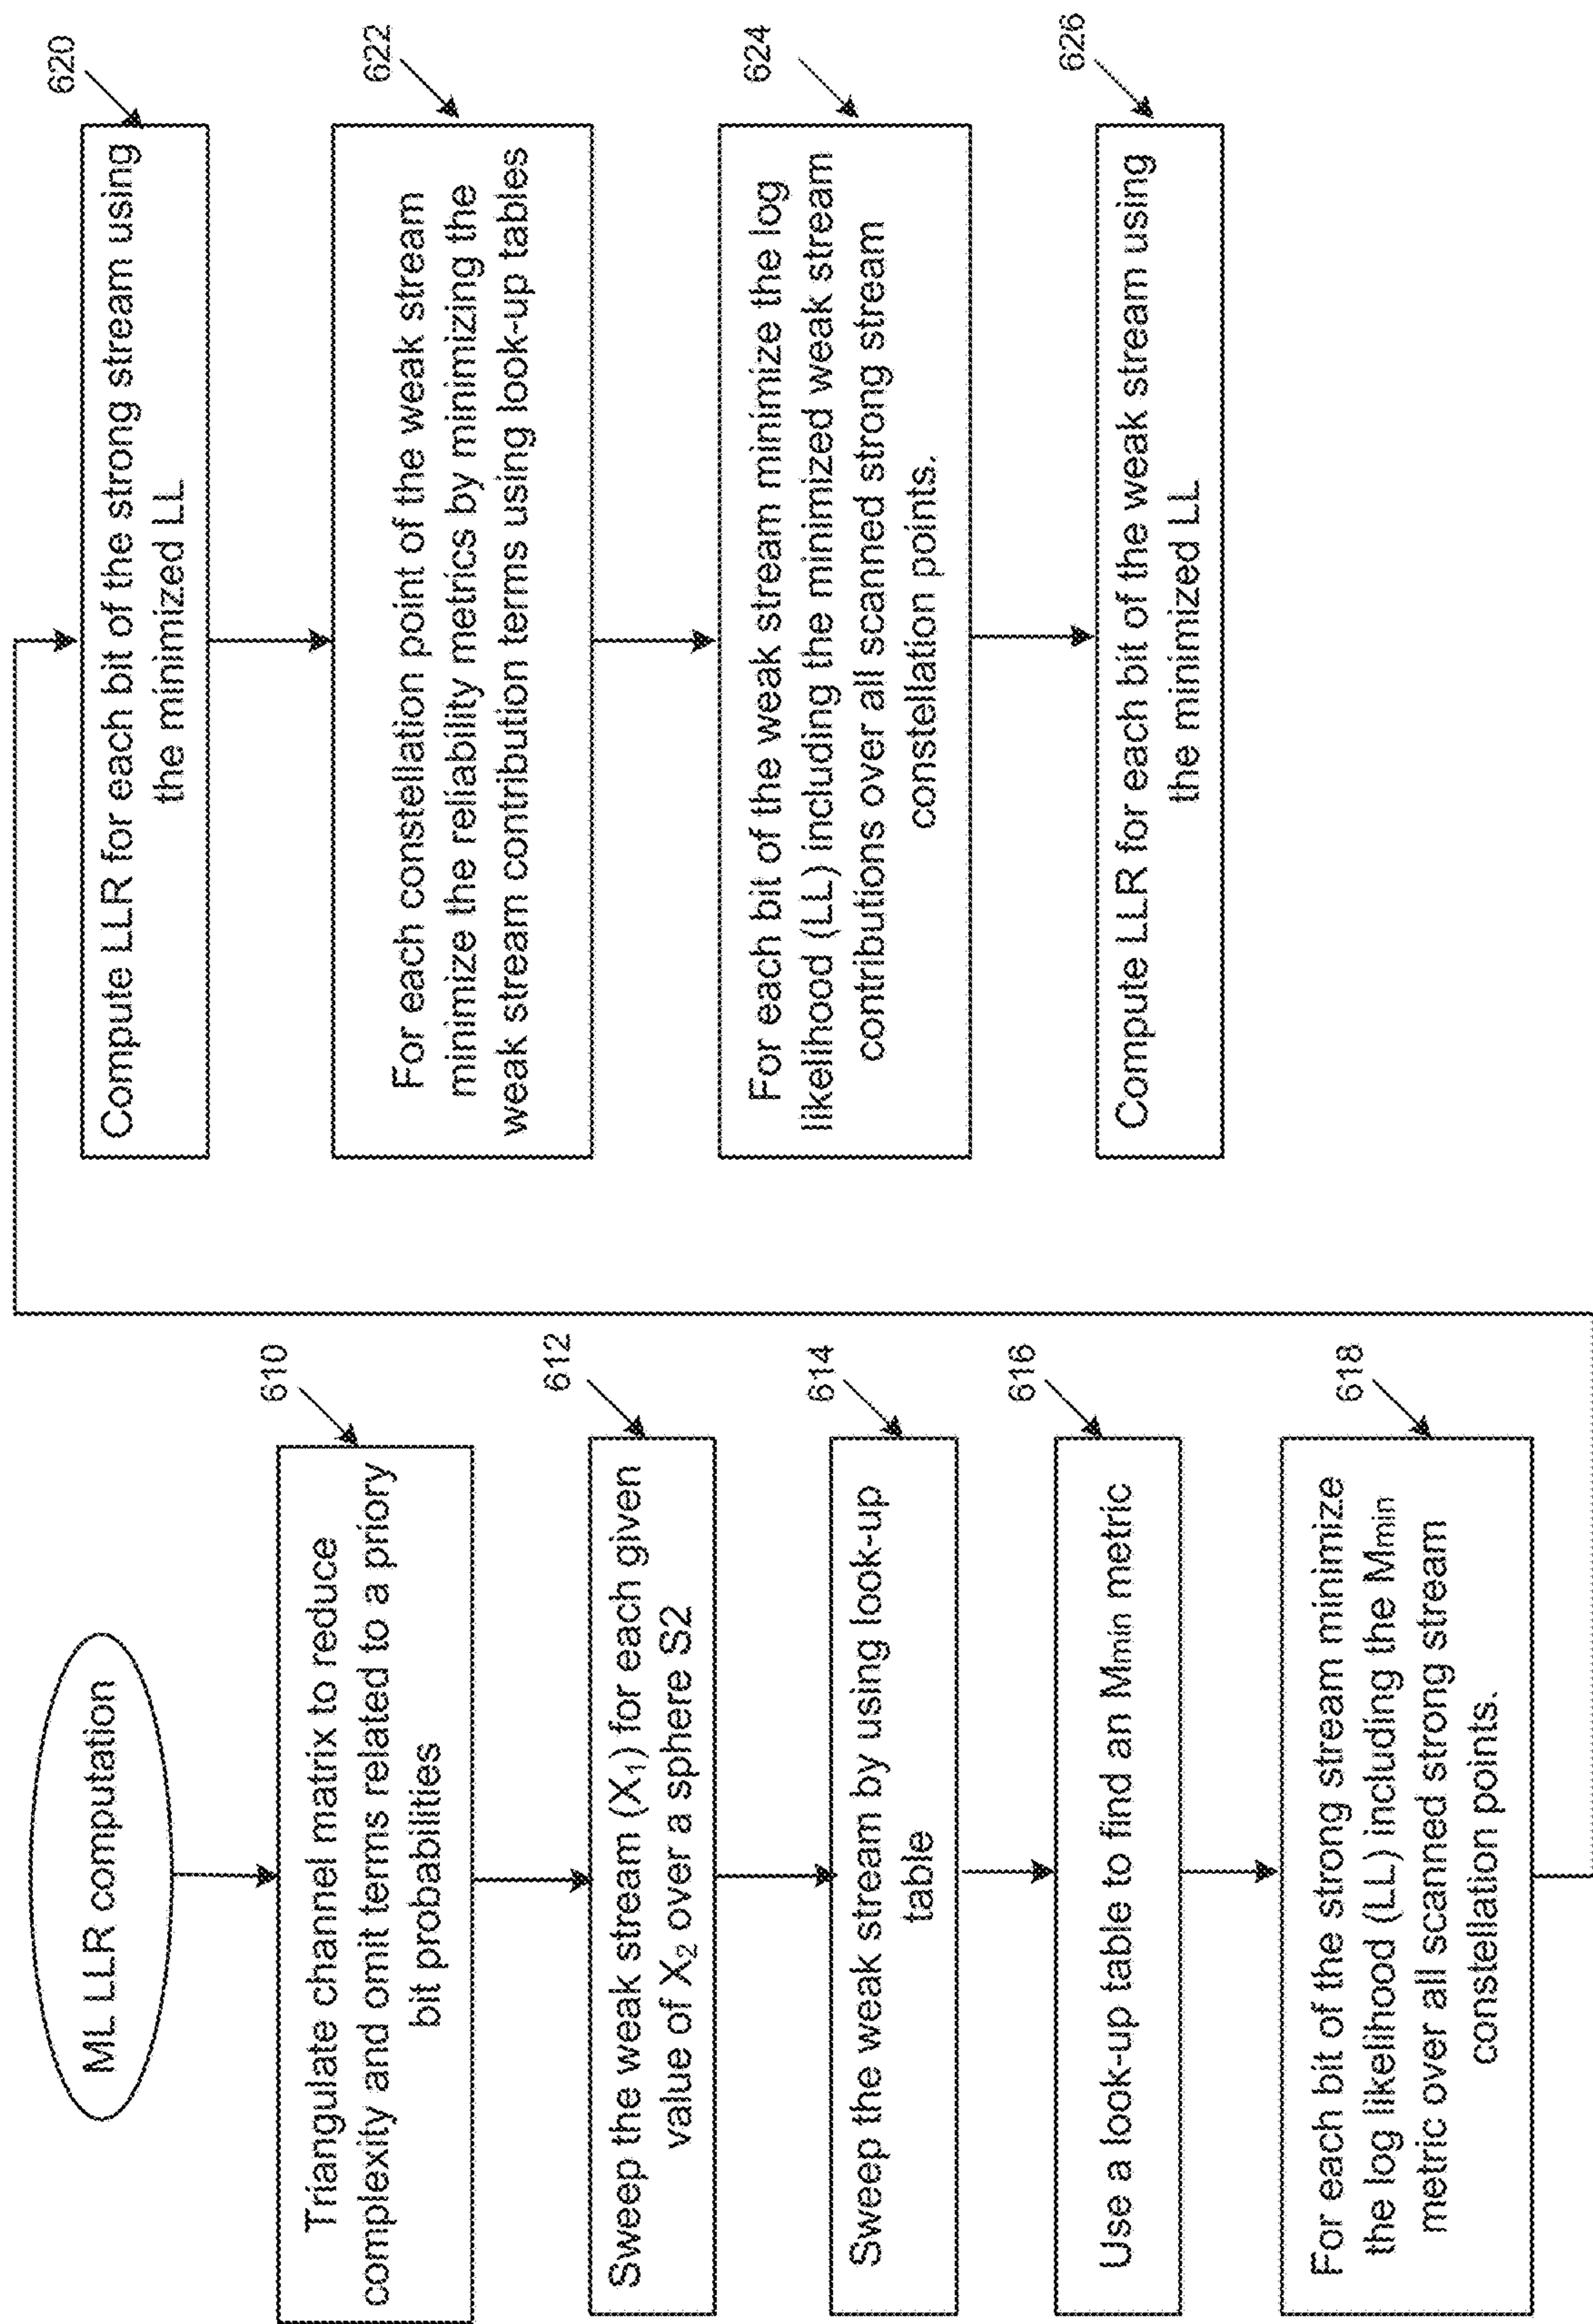 ML LLR computation
610
Triangulate channel matrix to reduce
complexity and omit terms related to a priory
bit probabilities
612
Sweep the weak stream (X₁) for each given
value of X₂ over a sphere S2
614
Sweep the weak stream by using look-up
table
616
Use a look-up table to find an Mmin metric
618
For each bit of the strong stream minimize
the log likelihood (LL) including the Mmin
metric over all scanned strong stream
constellation points.
620
Compute LLR for each bit of the strong stream using
the minimized LL
622
For each constellation point of the weak stream
minimize the reliability metrics by minimizing the
weak stream contribution terms using look-up tables
624
For each bit of the weak stream minimize the log
likelihood (LL) including the minimized weak stream
contributions over all scanned strong stream
constellation points.
626
Compute LLR for each bit of the weak stream using
the minimized LL